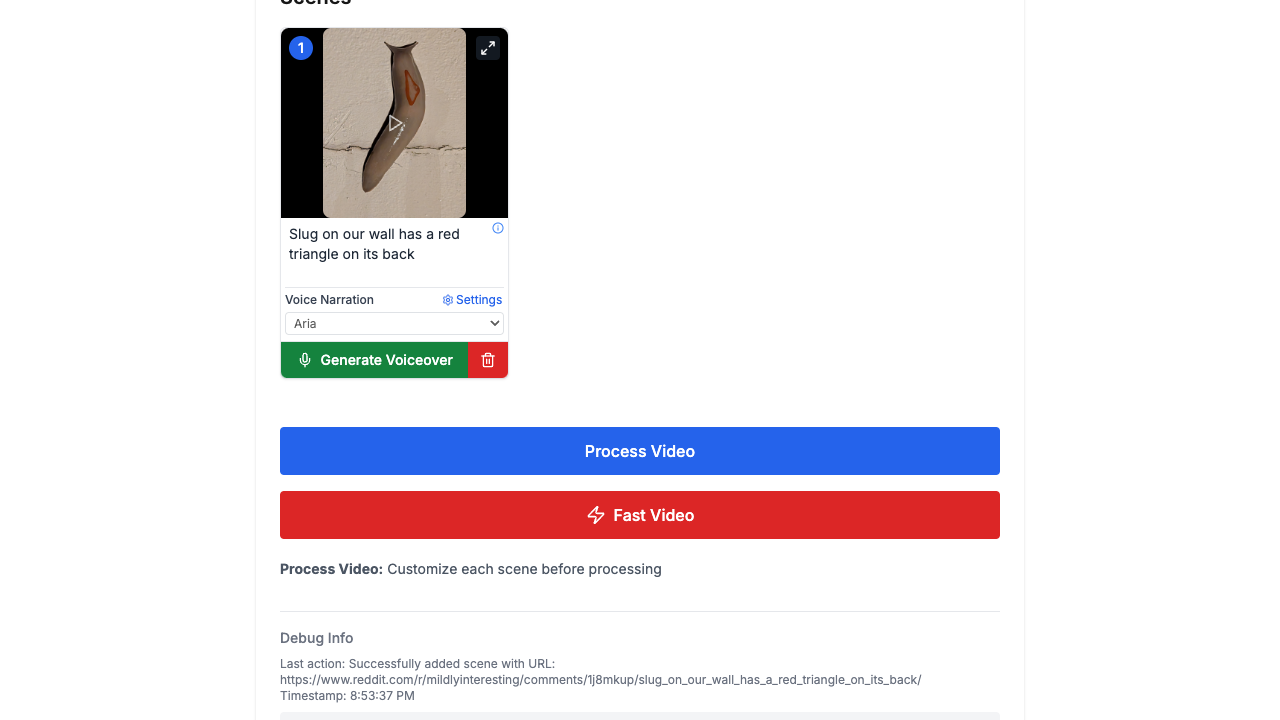 Scenes
1
Slug on our wall has a red
triangle on its back
Voice Narration
Settings
Aria
Generate Voiceover
Process Video
Fast Video
Process Video: Customize each scene before processing
Debug Info
Last action: Successfully added scene with URL:
https://www.reddit.com/r/mildlyinteresting/comments/1j8mkup/slug_on_our_wall_has_a_red_triangle_on_its_back/
Timestamp: 8:53:37 PM